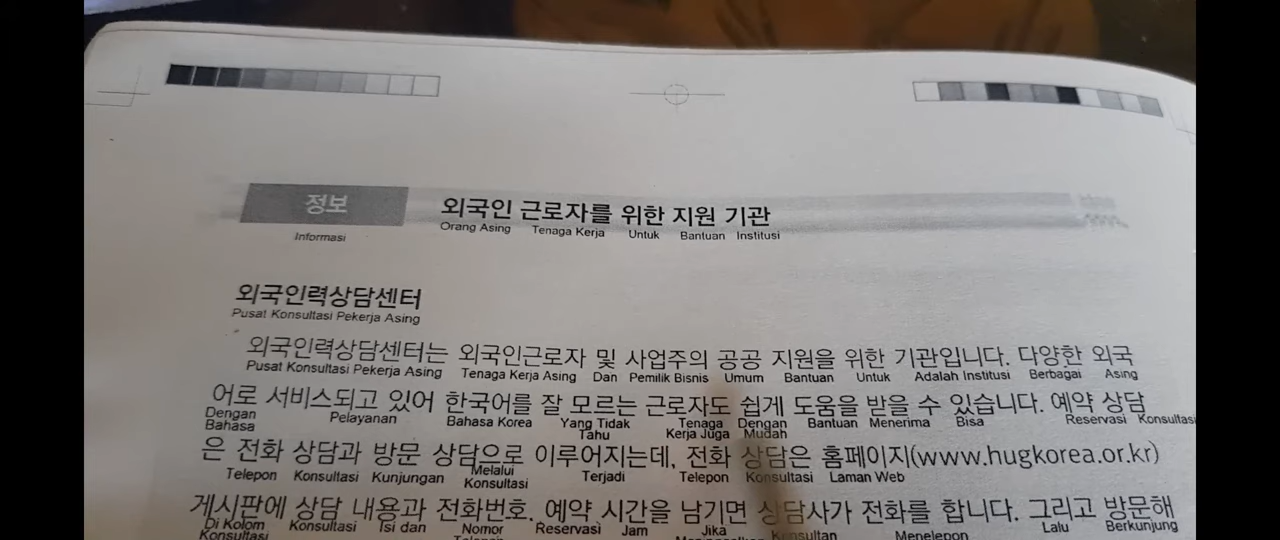 정보
외국인 근로자를 위한 지원 기관
Informasi
Orang Asing Tenaga Kerja Untuk Bantuan Institusi
외국인력상담센터
Pusat Konsultasi Pekerja Asing
외국인력상담센터는 외국인근로자 및 사업주의 공공 지원을 위한 기관입니다. 다양한 외국
Pusat Konsultasi Pekerja Asing Tenaga Kerja Asing Dan Pemilik Bisnis Umum Bantuan Untuk Adalah Institusi Berbagai Asing
어로 서비스되고 있어 한국어를 잘 모르는 근로자도 쉽게 도움을 받을 수 있습니다. 예약 상담
Dengan Pelayanan Bahasa Korea Yang Tidak Tenaga Dengan Bantuan Menerima Bisa Reservasi Konsultasi
Bahasa Tahu Kerja Juga Mudah
은 전화 상담과 방문 상담으로 이루어지는데, 전화 상담은 홈페이지(www.hugkorea.or.kr)
Telepon Konsultasi Kunjungan Melalui Terjadi Telepon Konsultasi Laman Web
Konsultasi
게시판에 상담 내용과 전화번호. 예약 시간을 남기면 상담사가 전화를 합니다. 그리고 방문해
Di Kolom Konsultasi Isi dan Nomor Reservasi Jam Jika Konsultan Menelepon Lalu Berkunjung
Konsultasi